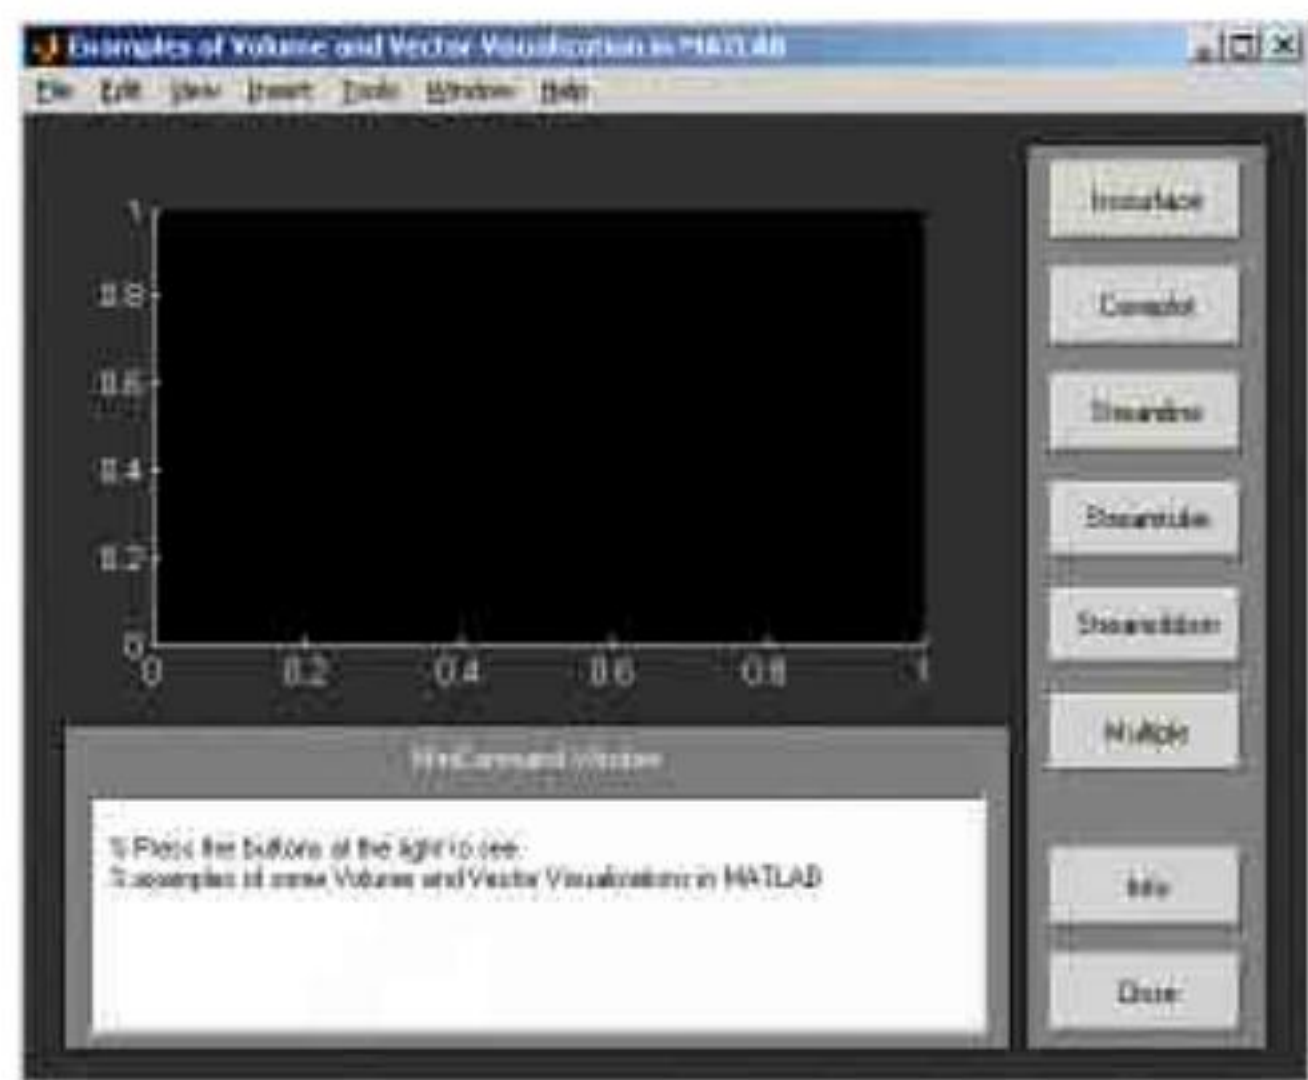 Examples of Volume and Vector Visualization in MATLAB
File Edit View Insert Tools Window Help
1
0.8
0.6
0.4
0.2
0
0 0.2 0.4 0.6 0.8 1
Isosurface
Coneplot
Streamline
Streamtube
Streamribbon
Multiple
Info
Close
MiniCommand Window
% Press the buttons at the right to see
% examples of some Volume and Vector Visualizations in MATLAB